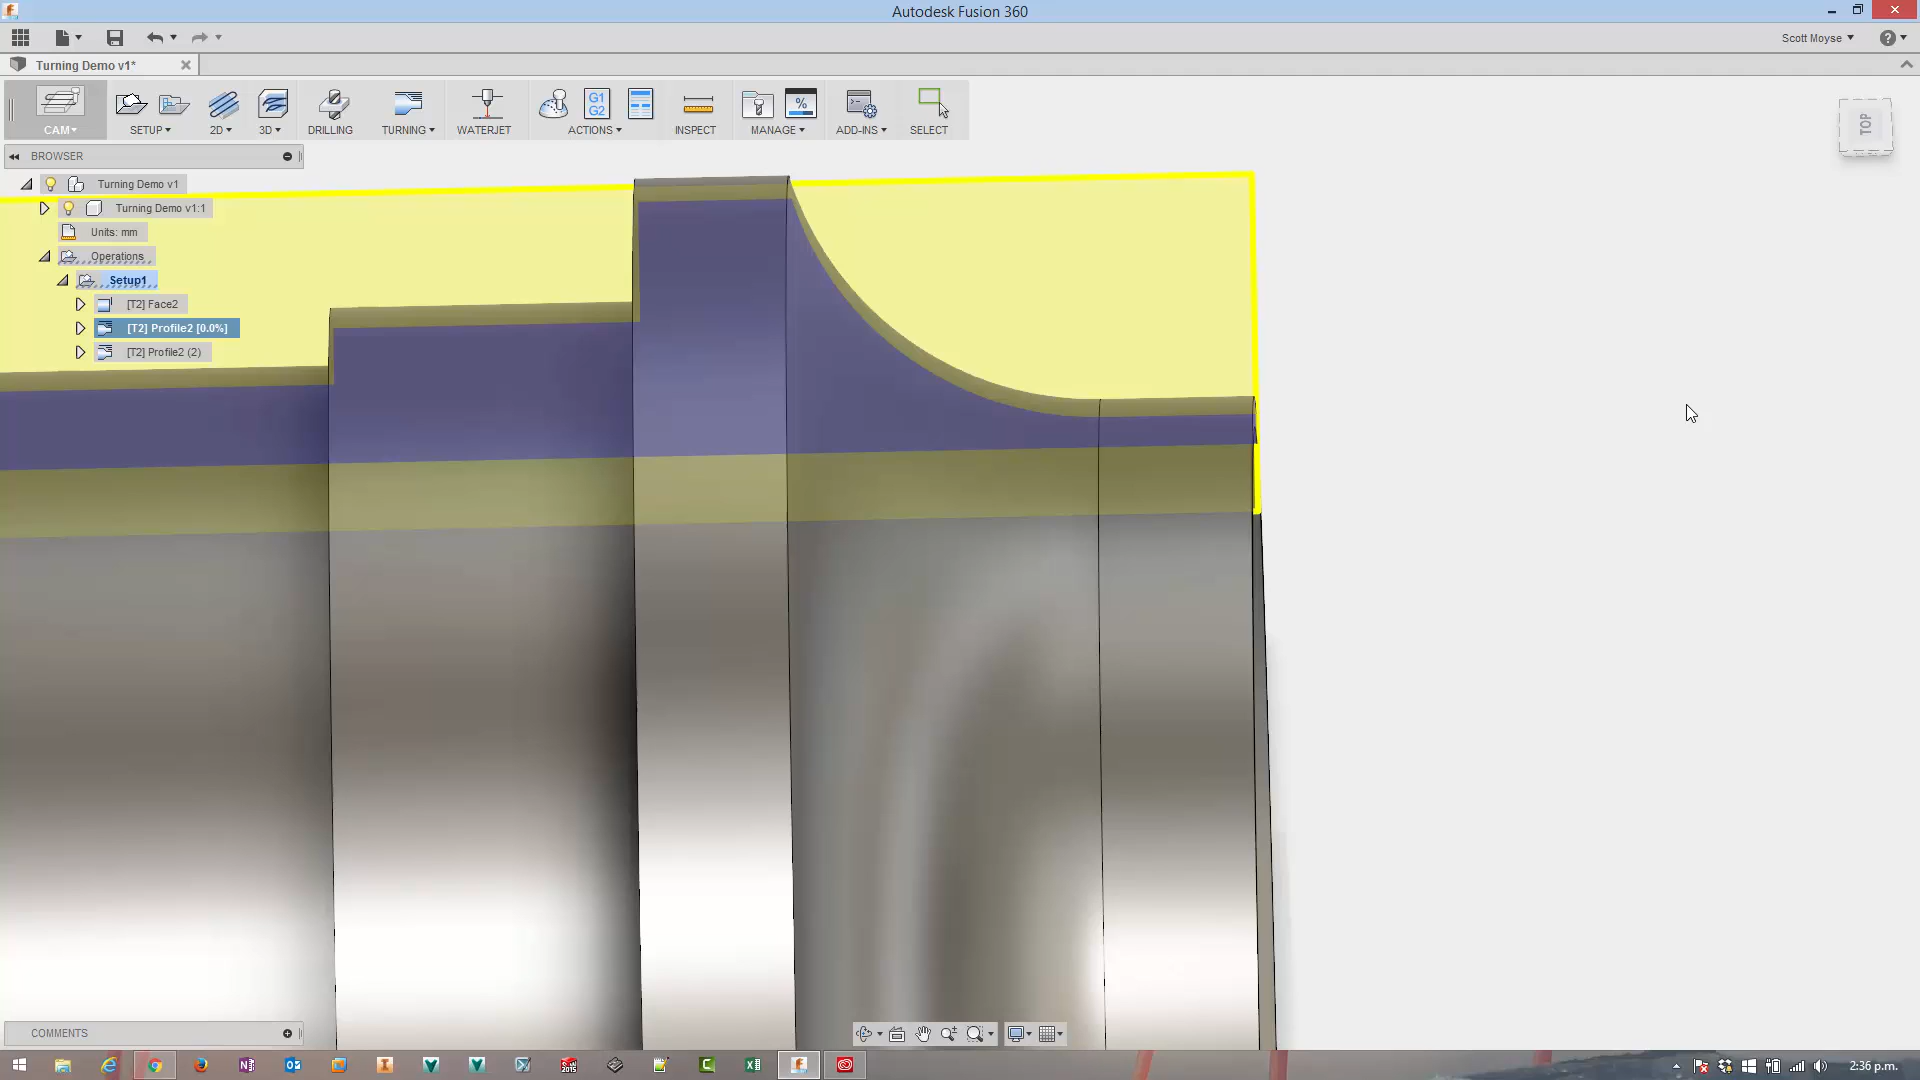 Autodesk Fusion 360
Scott Moyse
Turning Demo v1*
CAM
SETUP
2D
3D
DRILLING
TURNING
WATERJET
G1
G2
ACTIONS
INSPECT
%
MANAGE
ADD-INS
SELECT
TOP
BROWSER
Turning Demo v1
Turning Demo v1:1
Units: mm
Operations
Setup1
[T2] Face2
[T2] Profile2 [0.0%]
[T2] Profile2 (2)
COMMENTS
2:36 p.m.